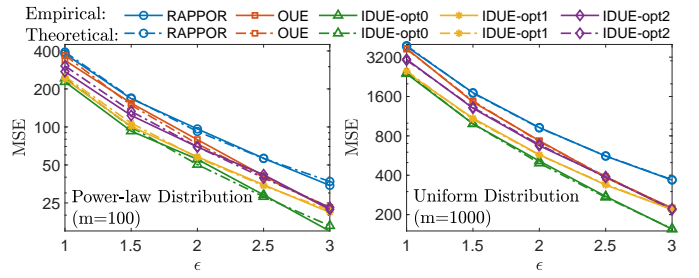 Empirical: RAPPOR OUE IDUE-opt0 IDUE-opt1 IDUE-opt2
Theoretical: RAPPOR OUE IDUE-opt0 IDUE-opt1 IDUE-opt2
400
100
50
25
MSE
Power-law Distribution
(m=100)
1 1.5 2 2.5 3
ϵ
3200
1600
800
400
200
MSE
Uniform Distribution
(m=1000)
1 1.5 2 2.5 3
ϵ